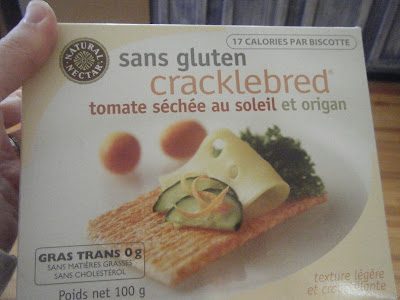 17 CALORIES PAR BISCOTTE
NATURAL NECTAR
sans gluten
cracklebred®
tomate séchée au soleil et origan
GRAS TRANS 0g
SANS MATIÈRES GRASSES
SANS CHOLÉSTÉROL
Poids net 100 g
texture légère
et croustillante